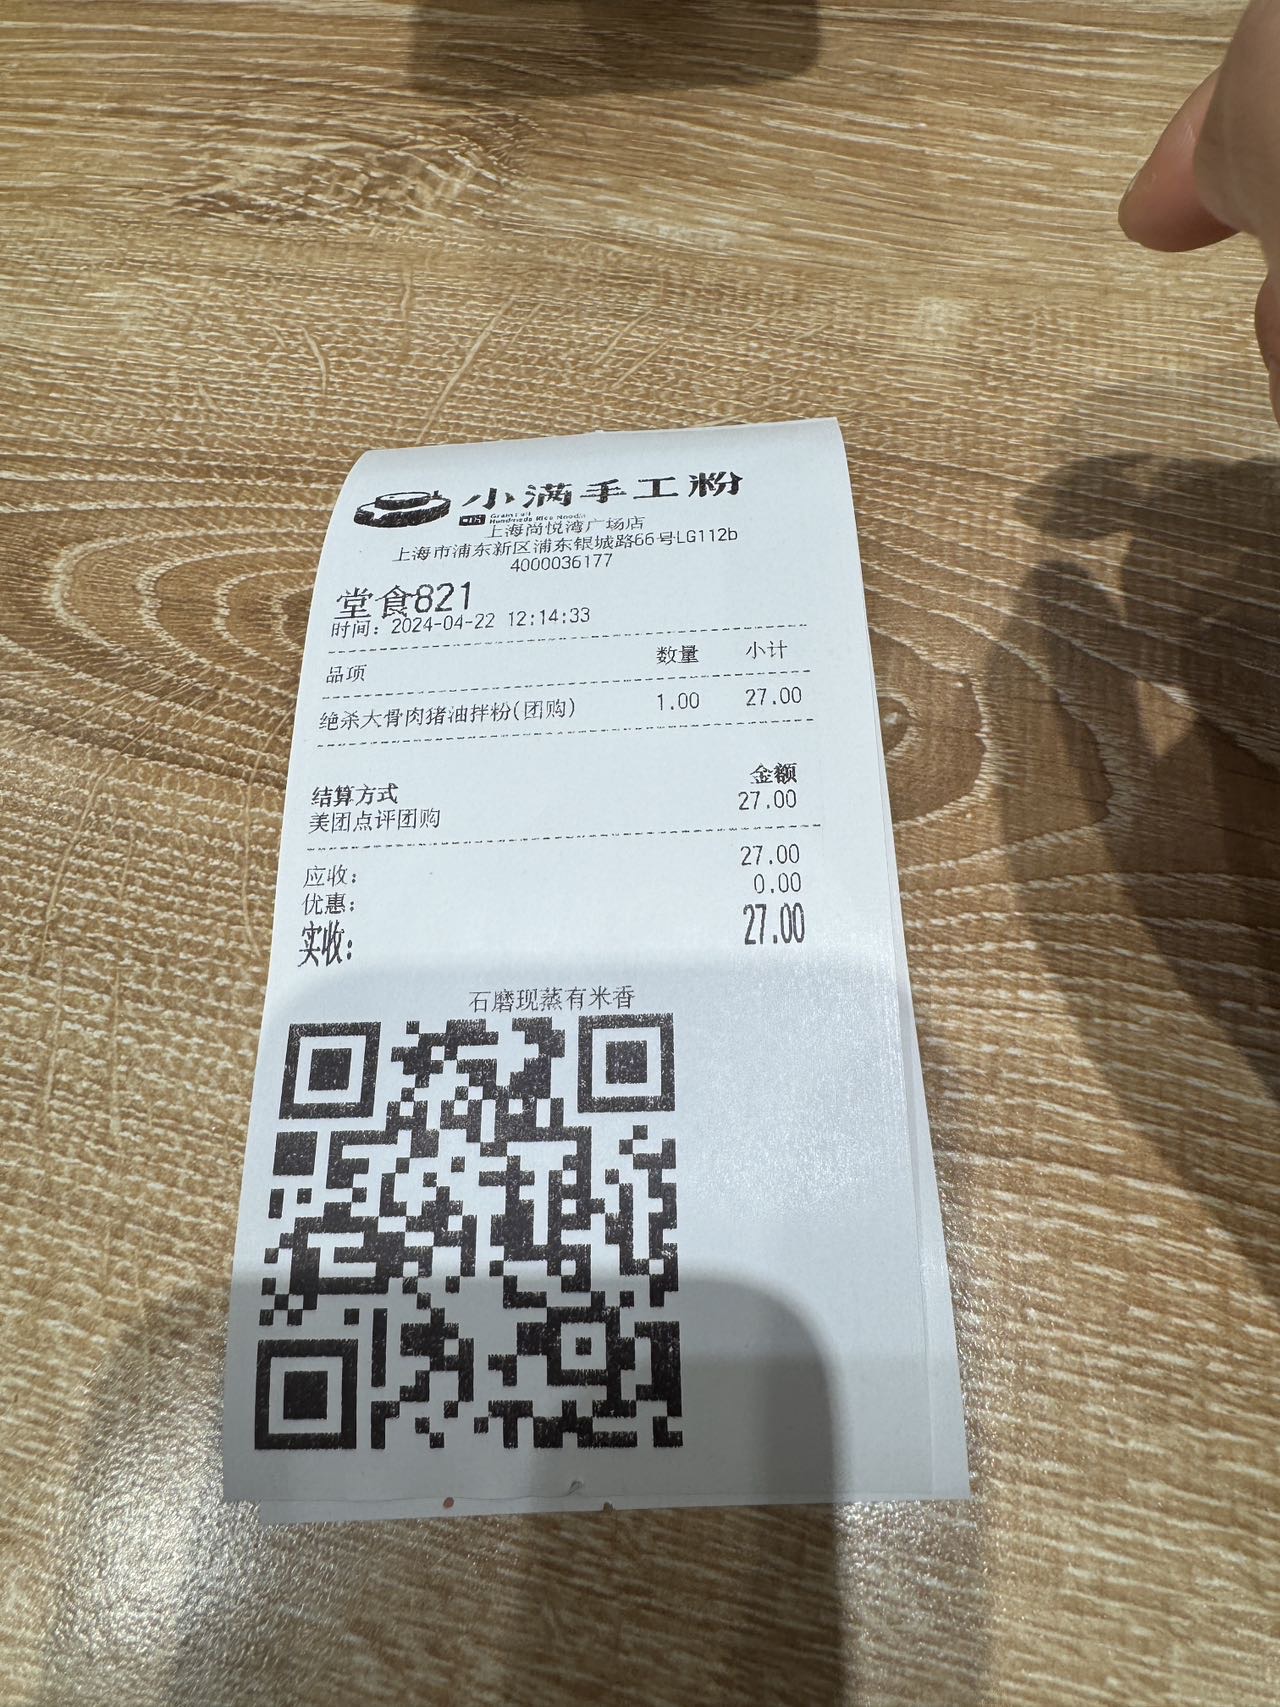 小满手工粉
Handmade Rice Noodle
上海尚悦湾广场店
上海市浦东新区浦东银城路66号LG112b
4000036177
堂食821
时间：2024-04-22 12:14:33
品项 数量 小计
绝杀大骨肉猪油拌粉(团购) 1.00 27.00
结算方式 金额
美团点评团购 27.00
应收： 27.00
优惠： 0.00
实收： 27.00
石磨现蒸有米香